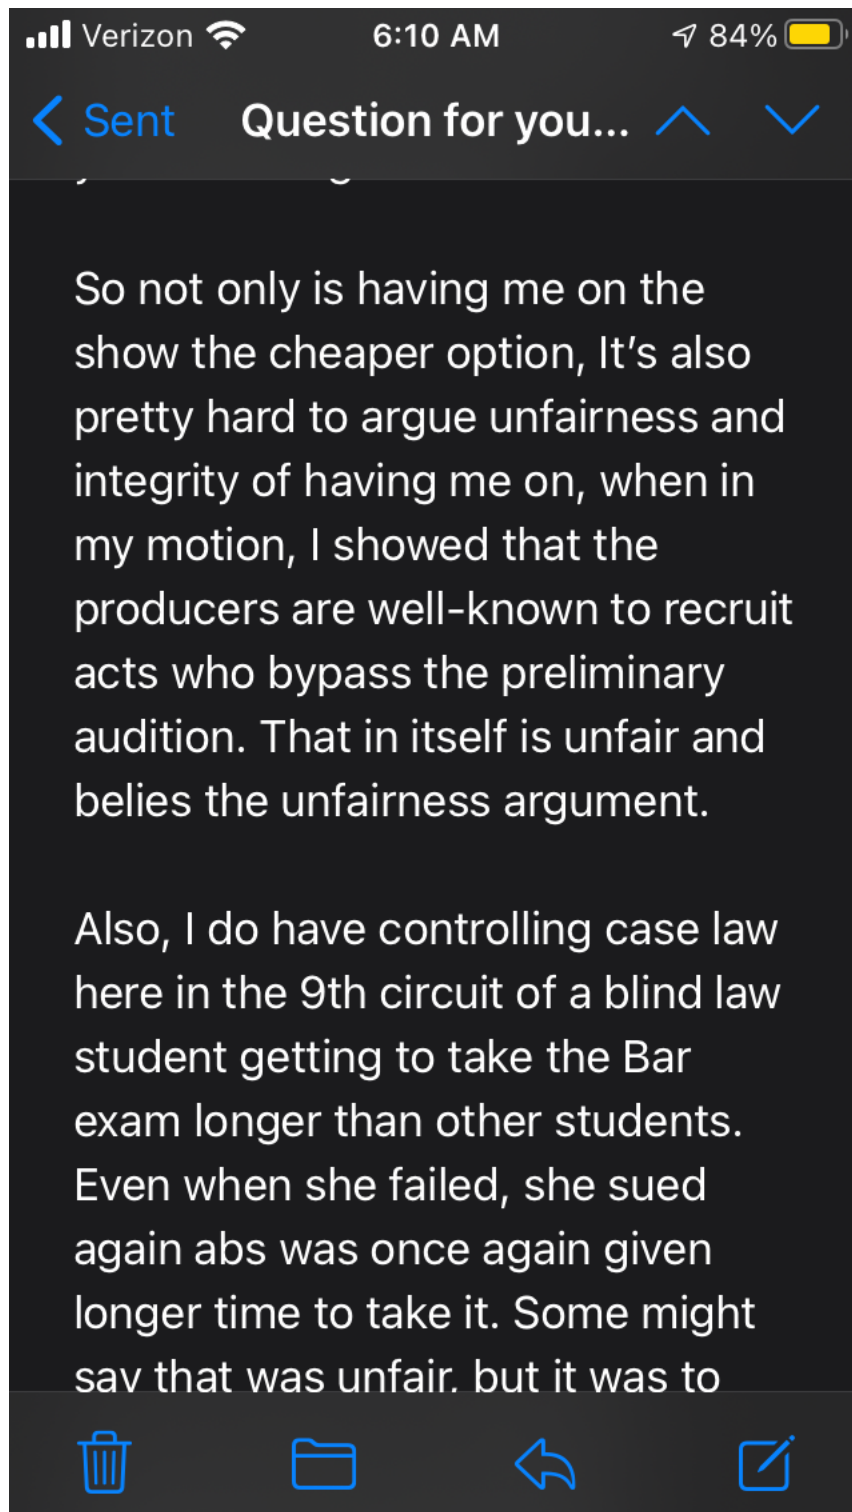 Verizon 6:10 AM 84%
Sent Question for you...
So not only is having me on the
show the cheaper option, It's also
pretty hard to argue unfairness and
integrity of having me on, when in
my motion, I showed that the
producers are well-known to recruit
acts who bypass the preliminary
audition. That in itself is unfair and
belies the unfairness argument.
Also, I do have controlling case law
here in the 9th circuit of a blind law
student getting to take the Bar
exam longer than other students.
Even when she failed, she sued
again abs was once again given
longer time to take it. Some might
say that was unfair, but it was to